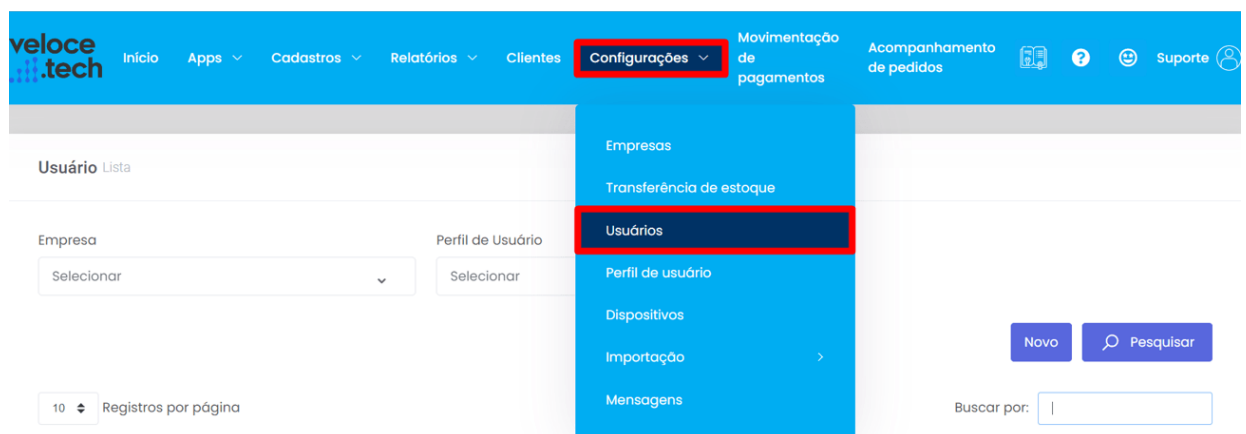 veloce
.tech
Início Apps Cadastros Relatórios Clientes Configurações Movimentação de pagamentos Acompanhamento de pedidos ? Suporte
Usuário Lista
Empresas
Transferência de estoque
Usuários
Perfil de usuário
Dispositivos
Importação
Mensagens
Empresa Perfil de Usuário
Selecionar Selecionar
Novo Pesquisar
10 Registros por página Buscar por: